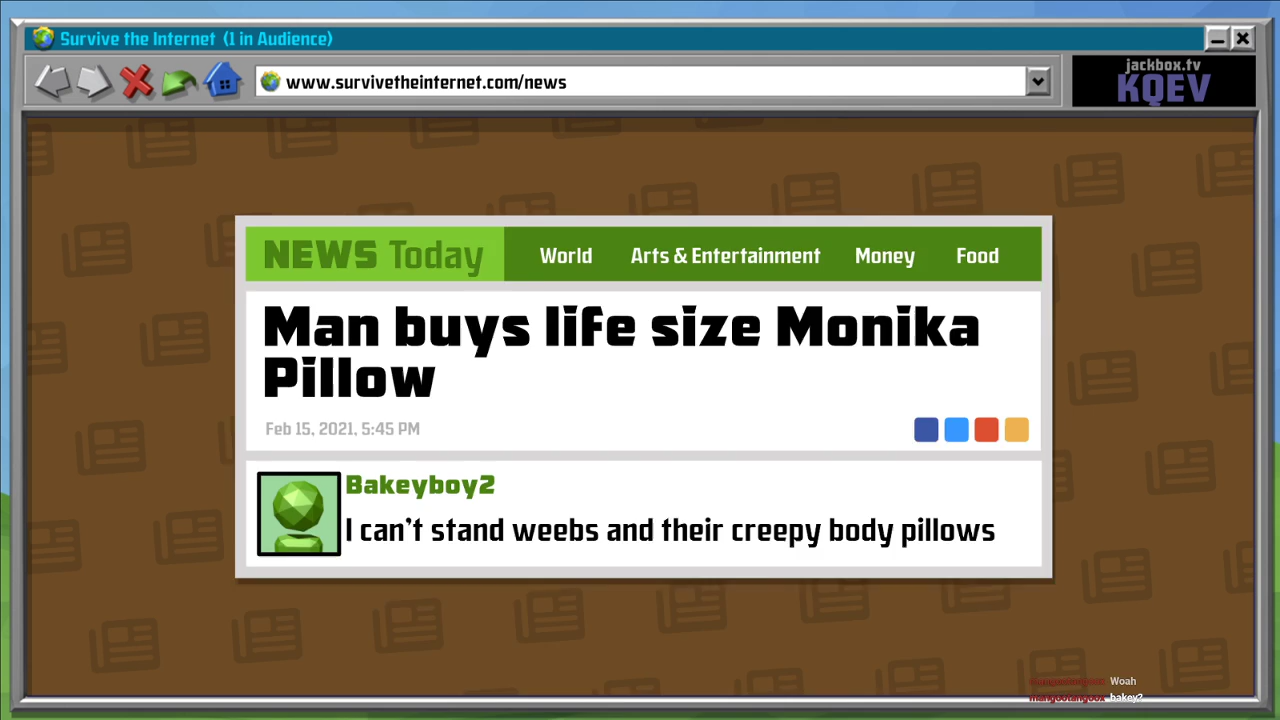 Survive the Internet (1 in Audience)
www.survivetheinternet.com/news
jackbox.tv
KQEV
NEWS Today World Arts & Entertainment Money Food
Man buys life size Monika
Pillow
Feb 15, 2021, 5:45 PM
Bakeyboy2
I can't stand weebs and their creepy body pillows
Woah
mangootangoox bakey?